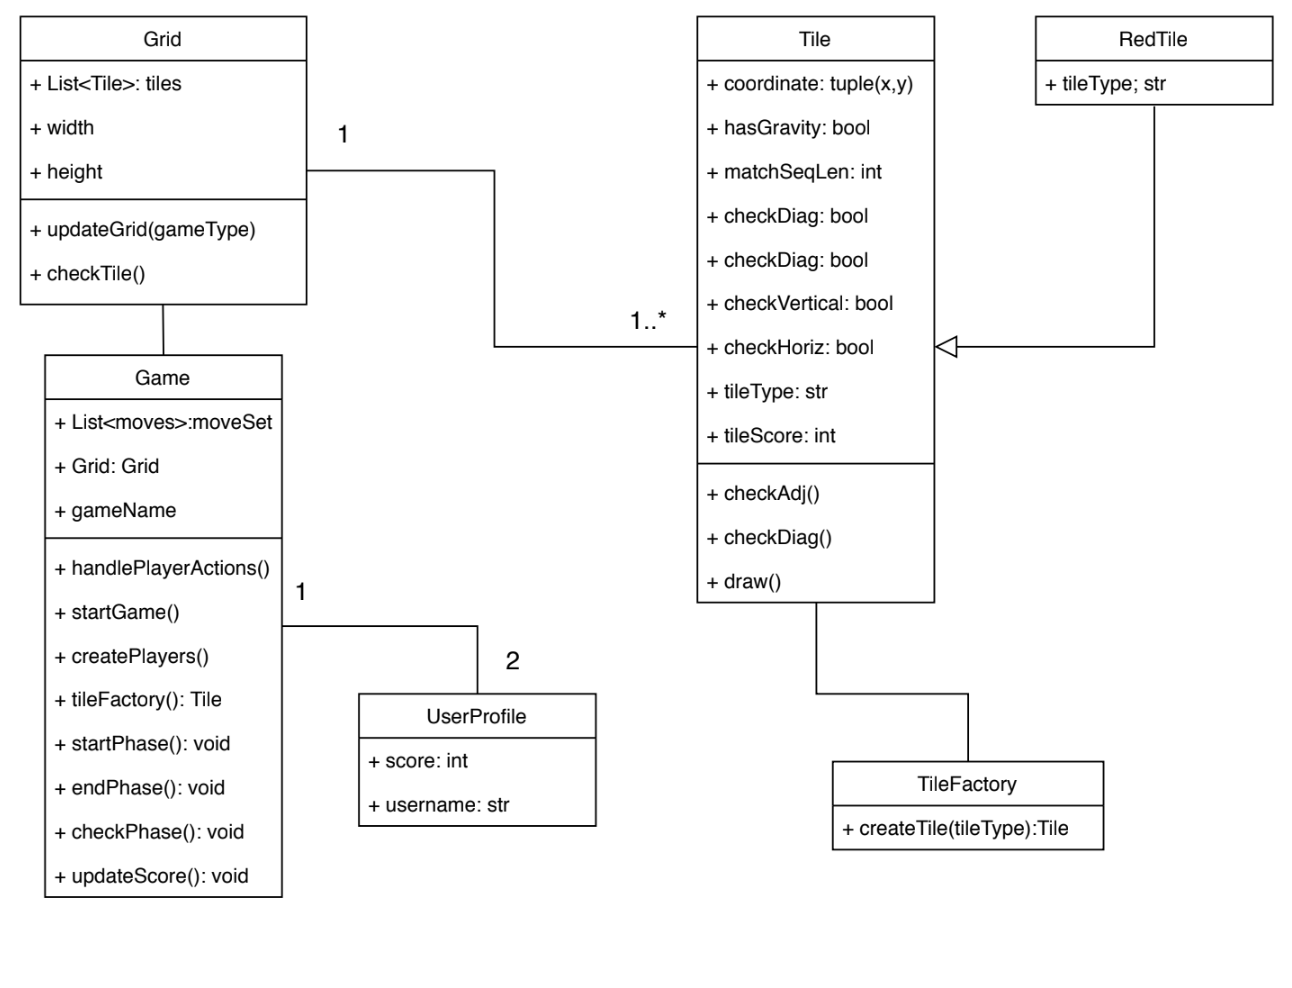 Grid
+ List<Tile>: tiles
+ width
+ height
+ updateGrid(gameType)
+ checkTile()
1
1..*
Tile
+ coordinate: tuple(x,y)
+ hasGravity: bool
+ matchSeqLen: int
+ checkDiag: bool
+ checkDiag: bool
+ checkVertical: bool
+ checkHoriz: bool
+ tileType: str
+ tileScore: int
+ checkAdj()
+ checkDiag()
+ draw()
RedTile
+ tileType; str
Game
+ List<moves>:moveSet
+ Grid: Grid
+ gameName
+ handlePlayerActions()
+ startGame()
+ createPlayers()
+ tileFactory(): Tile
+ startPhase(): void
+ endPhase(): void
+ checkPhase(): void
+ updateScore(): void
1
2
UserProfile
+ score: int
+ username: str
TileFactory
+ createTile(tileType):Tile